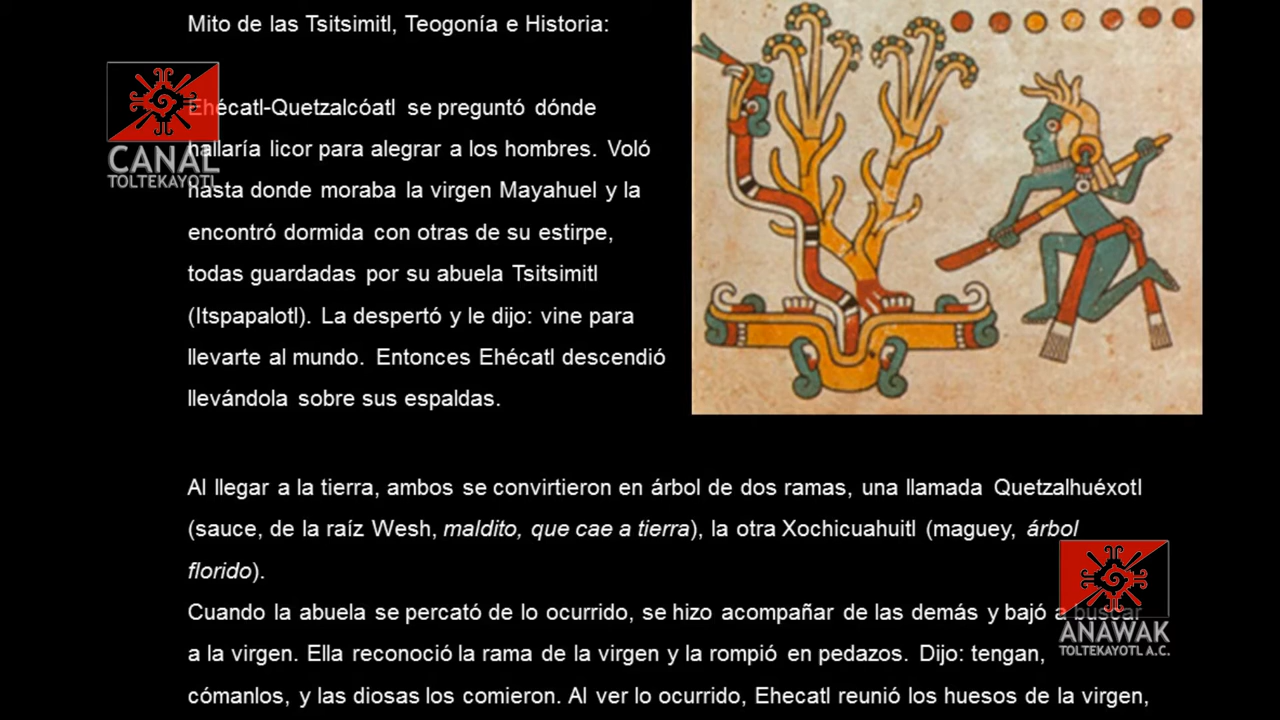 Mito de las Tsitsimitl, Teogonía e Historia:
Ehécatl-Quetzalcóatl se preguntó dónde
hallaría licor para alegrar a los hombres. Voló
hasta donde moraba la virgen Mayahuel y la
encontró dormida con otras de su estirpe,
todas guardadas por su abuela Tsitsimitl
(Itspapalotl). La despertó y le dijo: vine para
llevarte al mundo. Entonces Ehécatl descendió
llevándola sobre sus espaldas.
Al llegar a la tierra, ambos se convirtieron en árbol de dos ramas, una llamada Quetzalhuéxotl
(sauce, de la raíz Wesh, maldito, que cae a tierra), la otra Xochicuahuitl (maguey, árbol
florido).
Cuando la abuela se percató de lo ocurrido, se hizo acompañar de las demás y bajó a buscar
a la virgen. Ella reconoció la rama de la virgen y la rompió en pedazos. Dijo: tengan,
cómanlos, y las diosas los comieron. Al ver lo ocurrido, Ehecatl reunió los huesos de la virgen,
CANAL
TOLTEKAYOTL
ANAWAK
TOLTEKAYOTL A.C.